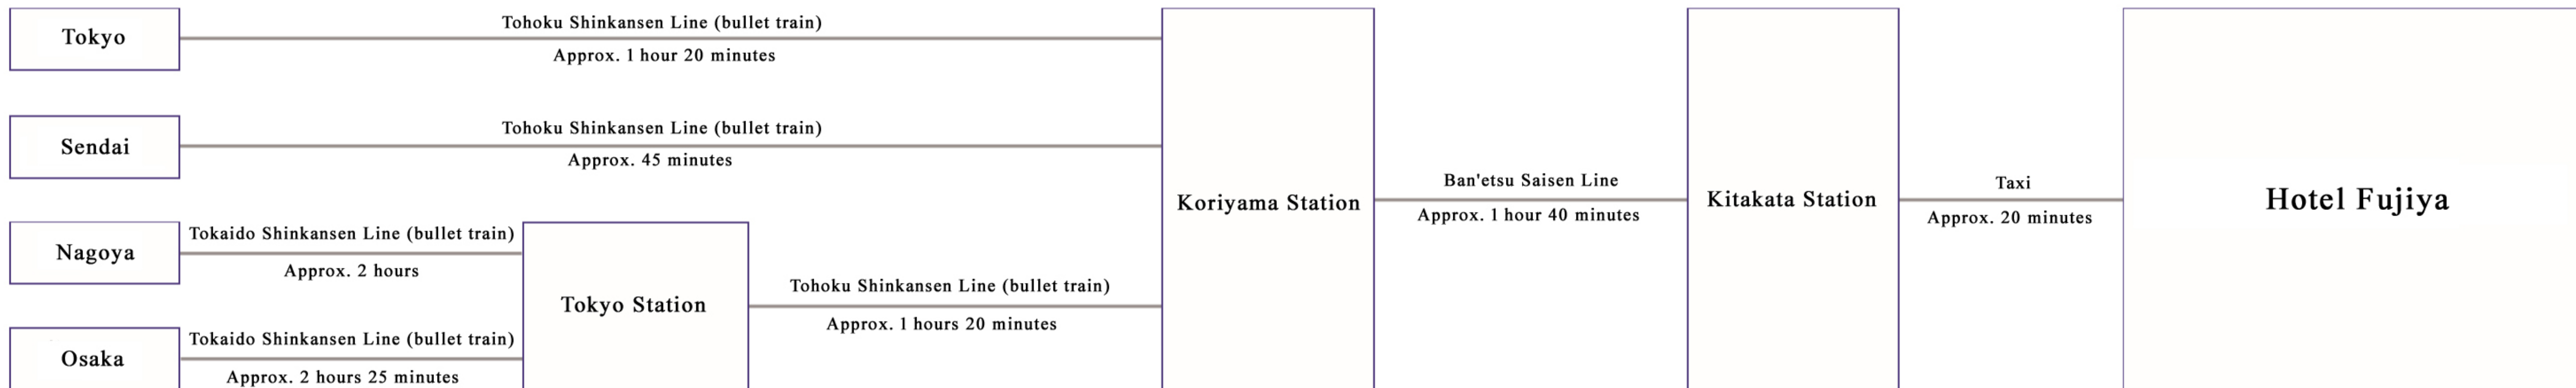 Tokyo
Tohoku Shinkansen Line (bullet train)
Approx. 1 hour 20 minutes
Sendai
Tohoku Shinkansen Line (bullet train)
Approx. 45 minutes
Nagoya
Tokaido Shinkansen Line (bullet train)
Approx. 2 hours
Osaka
Tokaido Shinkansen Line (bullet train)
Approx. 2 hours 25 minutes
Tokyo Station
Tohoku Shinkansen Line (bullet train)
Approx. 1 hours 20 minutes
Koriyama Station
Ban'etsu Saisen Line
Approx. 1 hour 40 minutes
Kitakata Station
Taxi
Approx. 20 minutes
Hotel Fujiya